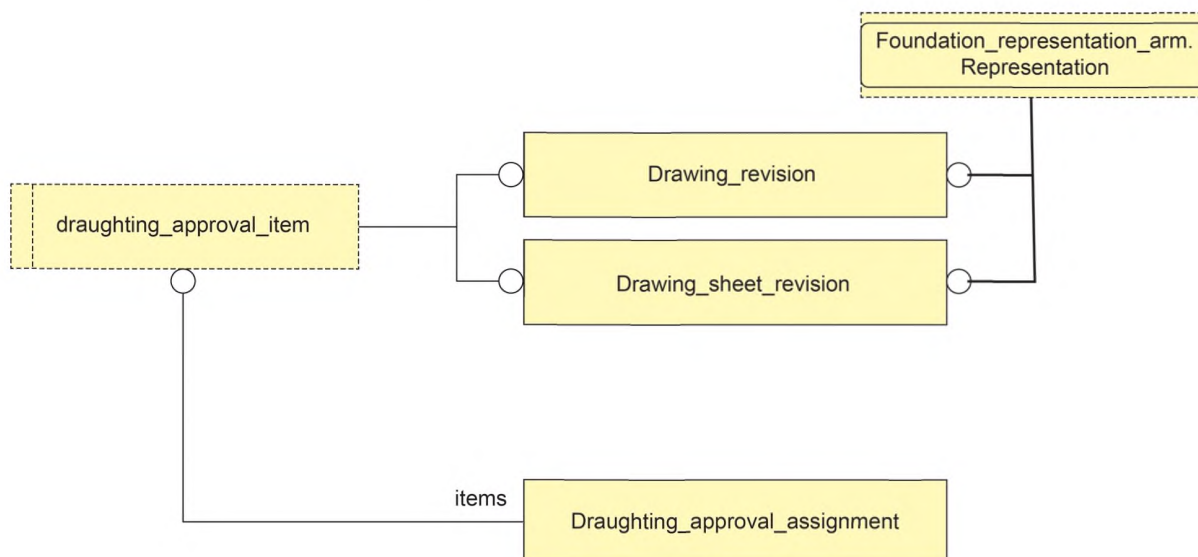 Foundation_representation_arm.
Representation
Drawing_revision
draughting_approval_item
Drawing_sheet_revision
items
Draughting_approval_assignment